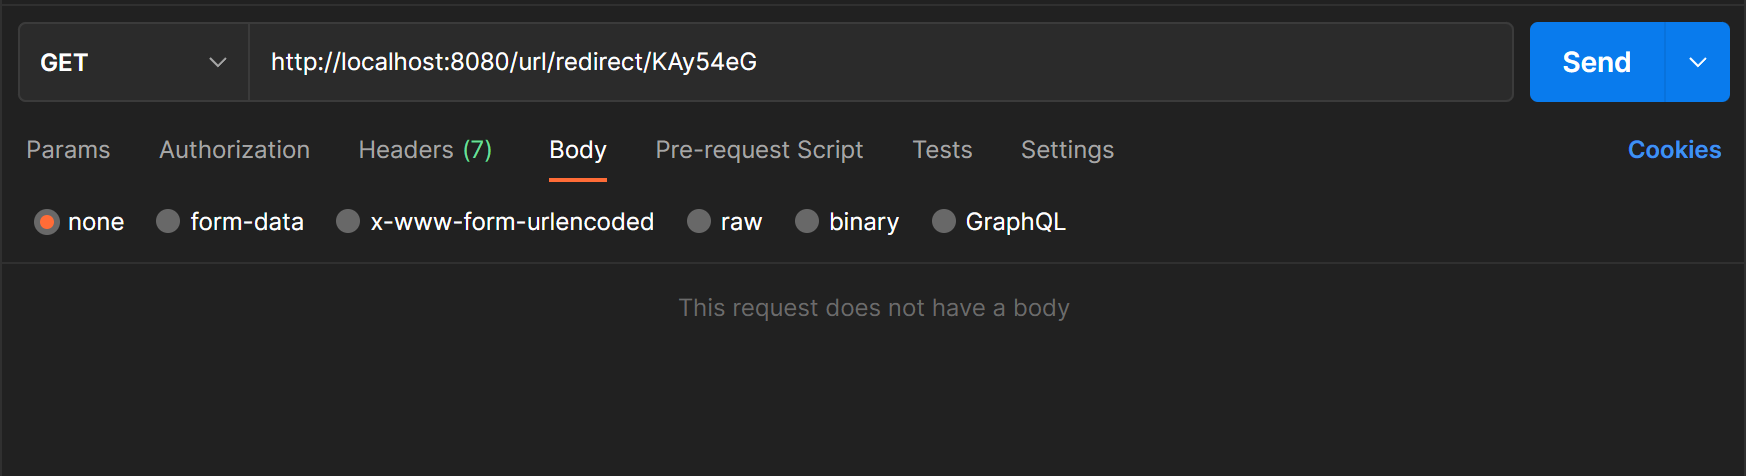 GET http://localhost:8080/url/redirect/KAy54eG Send
Params Authorization Headers (7) Body Pre-request Script Tests Settings Cookies
none form-data x-www-form-urlencoded raw binary GraphQL
This request does not have a body